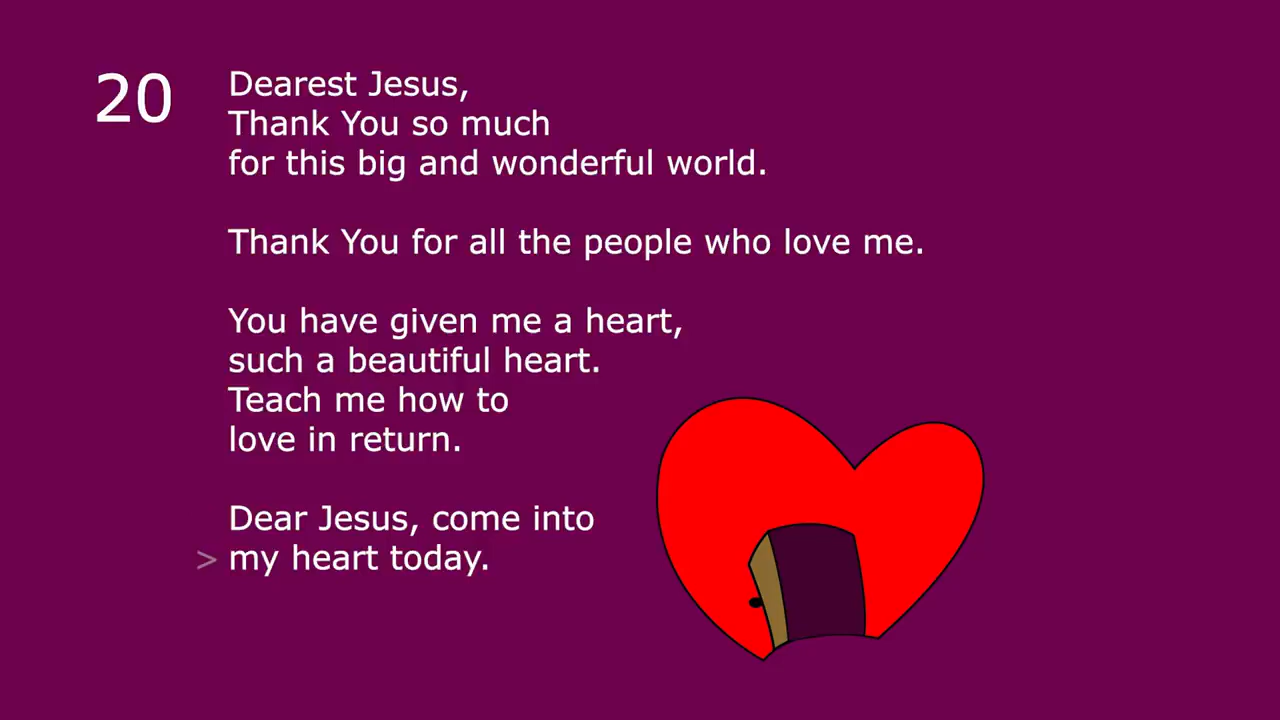 20
Dearest Jesus,
Thank You so much
for this big and wonderful world.
Thank You for all the people who love me.
You have given me a heart,
such a beautiful heart.
Teach me how to
love in return.
Dear Jesus, come into
> my heart today.